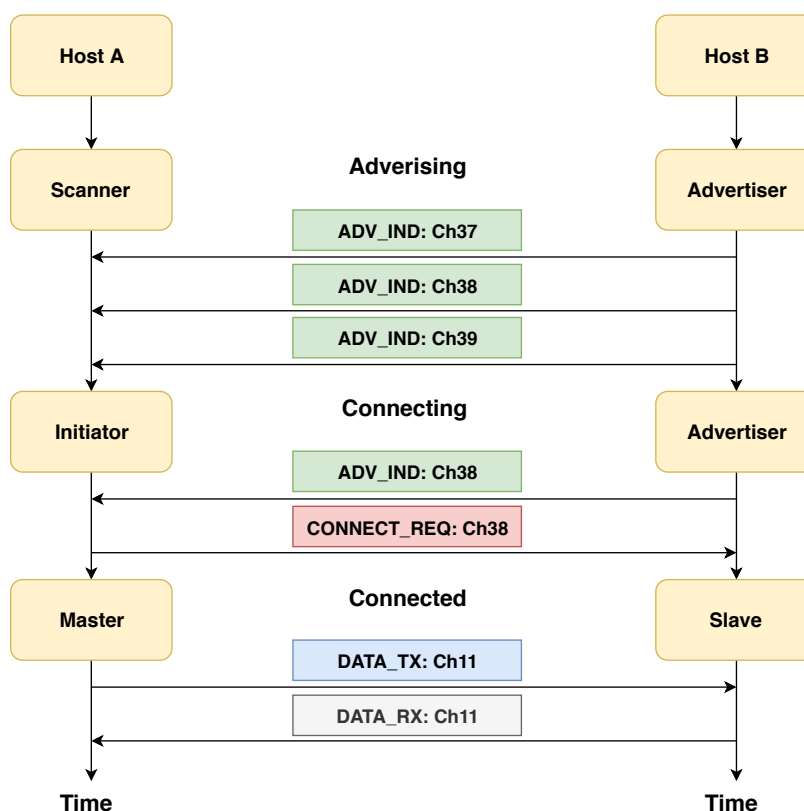 Host A
Host B
Adverising
Scanner
Advertiser
ADV_IND: Ch37
ADV_IND: Ch38
ADV_IND: Ch39
Connecting
Initiator
Advertiser
ADV_IND: Ch38
CONNECT_REQ: Ch38
Connected
Master
Slave
DATA_TX: Ch11
DATA_RX: Ch11
Time
Time